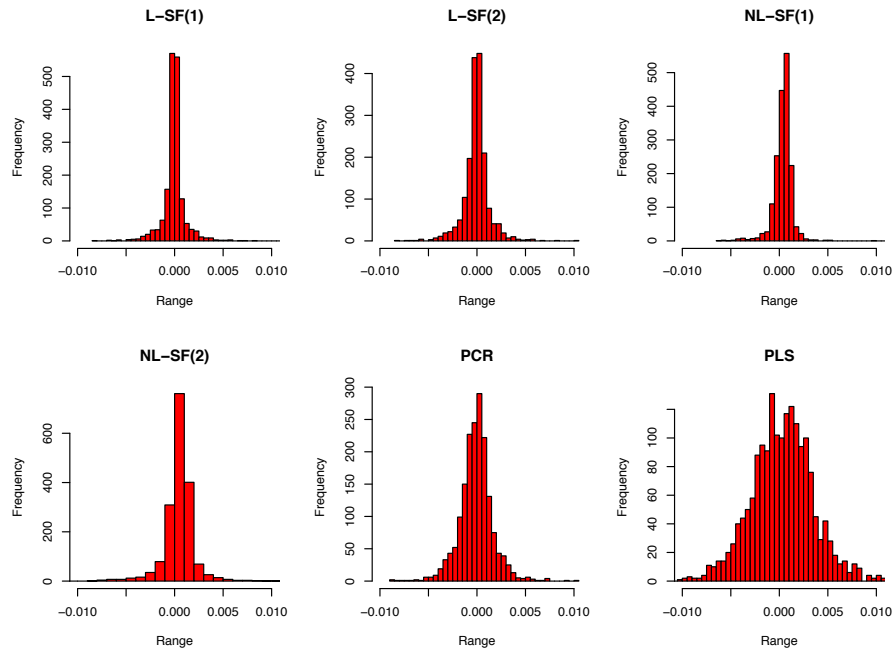 L−SF(1)
L−SF(2)
NL−SF(1)
Frequency
0 100 200 300 400 500
−0.010 0.000 0.005 0.010
Range
Frequency
0 100 200 300 400
−0.010 0.000 0.005 0.010
Range
Frequency
0 100 200 300 400 500
−0.010 0.000 0.005 0.010
Range
NL−SF(2)
PCR
PLS
Frequency
0 200 400 600
−0.010 0.000 0.005 0.010
Range
Frequency
0 50 100 150 200 250 300
−0.010 0.000 0.005 0.010
Range
Frequency
0 20 40 60 80 100
−0.010 0.000 0.005 0.010
Range